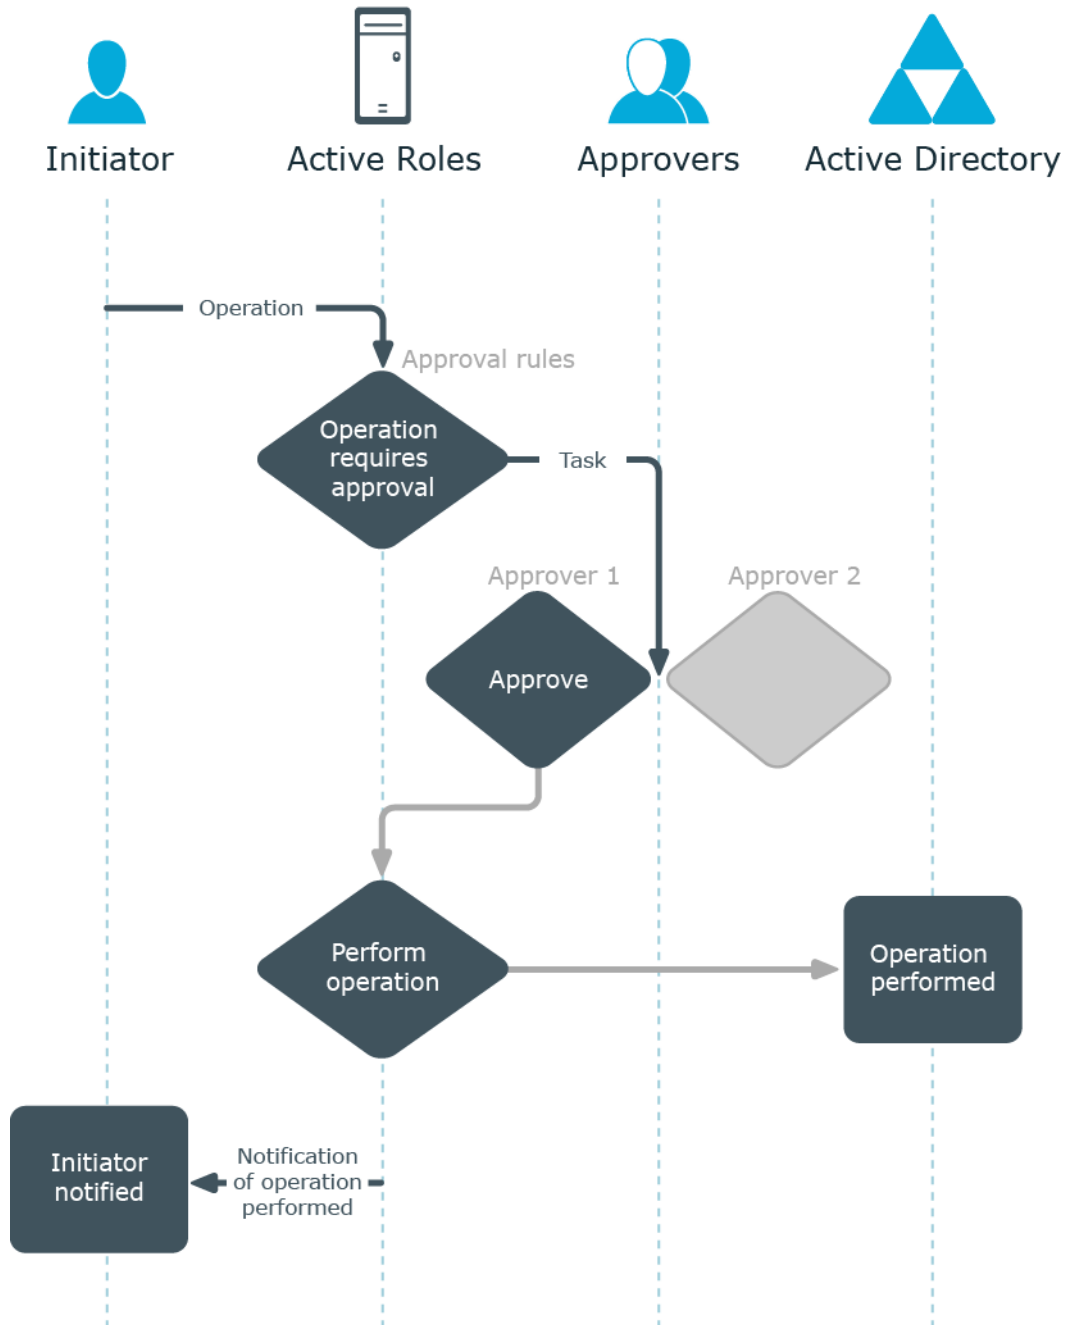 Initiator
Active Roles
Approvers
Active Directory
Operation
Approval rules
Operation
requires
approval
Task
Approver 1
Approver 2
Approve
Perform
operation
Operation
performed
Initiator
notified
Notification
of operation
performed